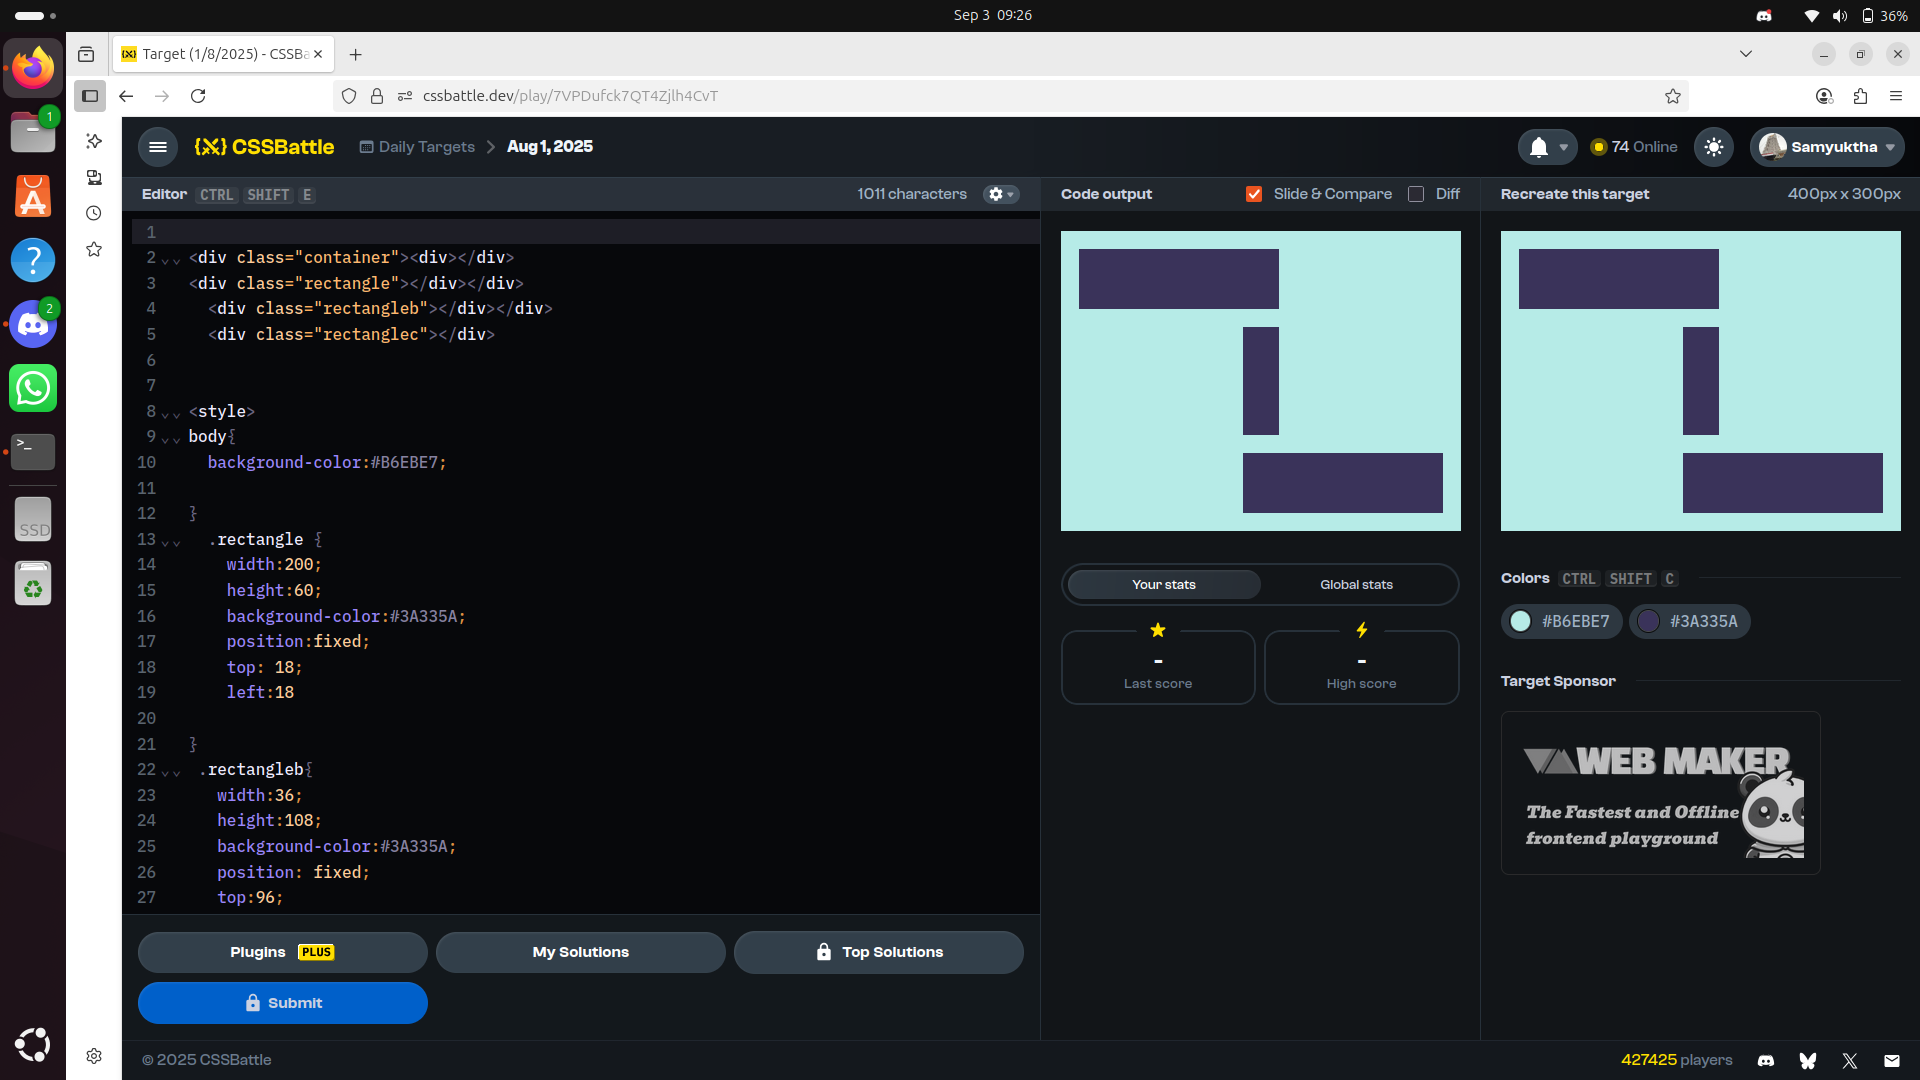 Sep 3 09:26
36%
Target (1/8/2025) - CSSBa
cssbattle.dev/play/7VPDufck7QT4Zjlh4CvT
1
2
SSD
CSSBattle
Daily Targets
Aug 1, 2025
74 Online
Samyuktha
Editor CTRL SHIFT E
1011 characters
Code output
Slide & Compare
Diff
Recreate this target
400px x 300px
1
2 <div class="container"><div></div>
3 <div class="rectangle"></div></div>
4 <div class="rectangleb"></div></div>
5 <div class="rectanglec"></div>
6
7
8 <style>
9 body{
10 background-color:#B6EBE7;
11
12 }
13 .rectangle {
14 width:200;
15 height:60;
16 background-color:#3A335A;
17 position:fixed;
18 top: 18;
19 left:18
20
21 }
22 .rectangleb{
23 width:36;
24 height:108;
25 background-color:#3A335A;
26 position: fixed;
27 top:96;
Plugins PLUS
My Solutions
Top Solutions
Submit
Your stats
Global stats
-
Last score
-
High score
Colors CTRL SHIFT C
#B6EBE7
#3A335A
Target Sponsor
WEB MAKER
The Fastest and Offline
frontend playground
© 2025 CSSBattle
427425 players